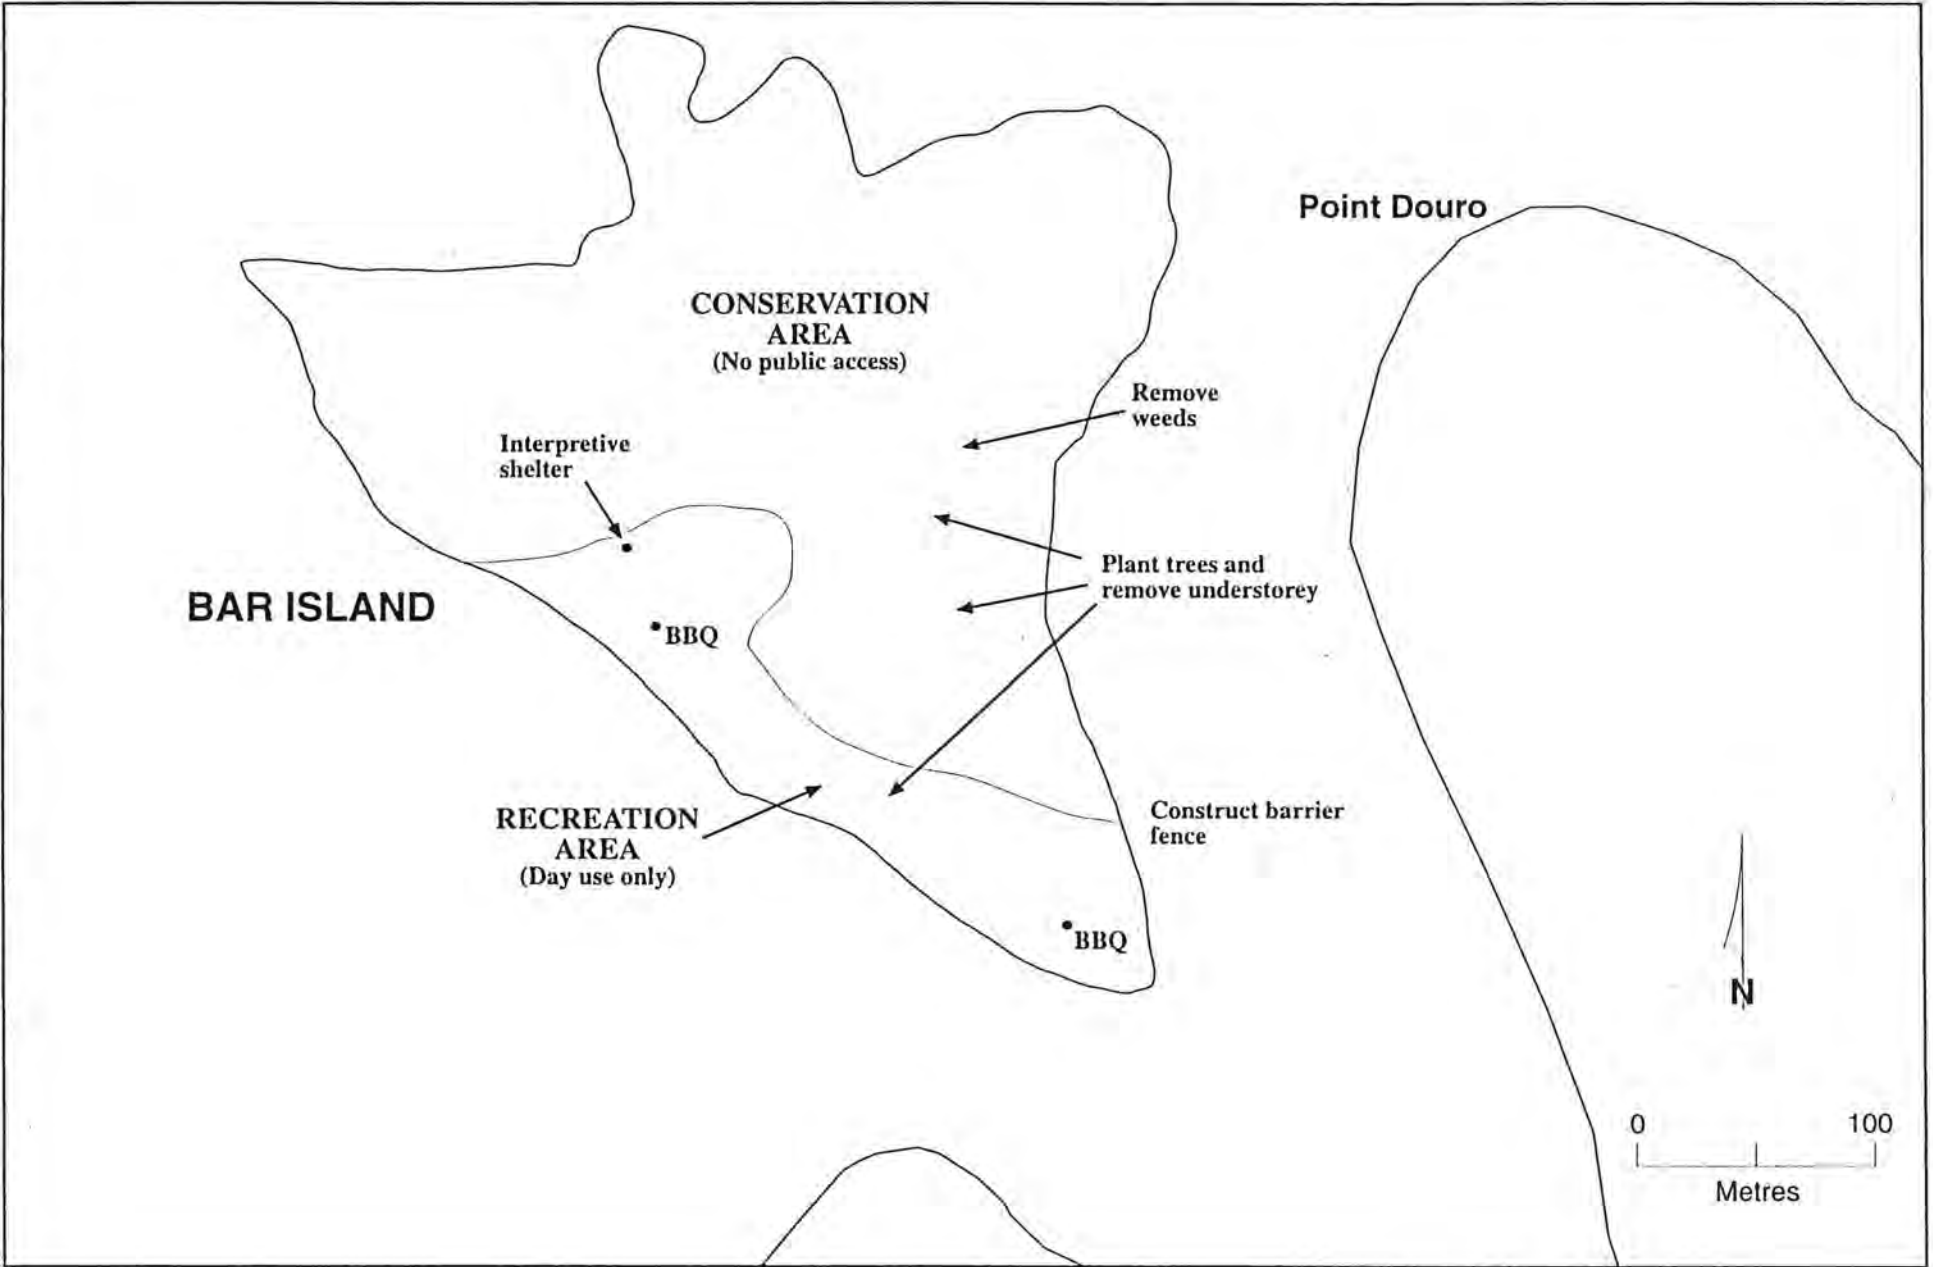 Point Douro
CONSERVATION
AREA
(No public access)
Remove
weeds
Interpretive
shelter
Plant trees and
remove understorey
BAR ISLAND
BBQ
RECREATION
AREA
(Day use only)
Construct barrier
fence
BBQ
N
0 100
Metres